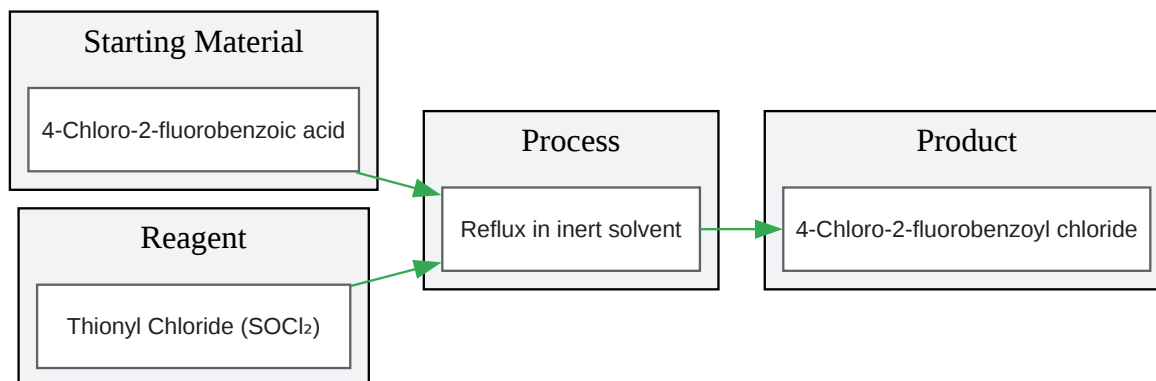 Starting Material
4-Chloro-2-fluorobenzoic acid
Reagent
Thionyl Chloride (SOCl₂)
Process
Reflux in inert solvent
Product
4-Chloro-2-fluorobenzoyl chloride